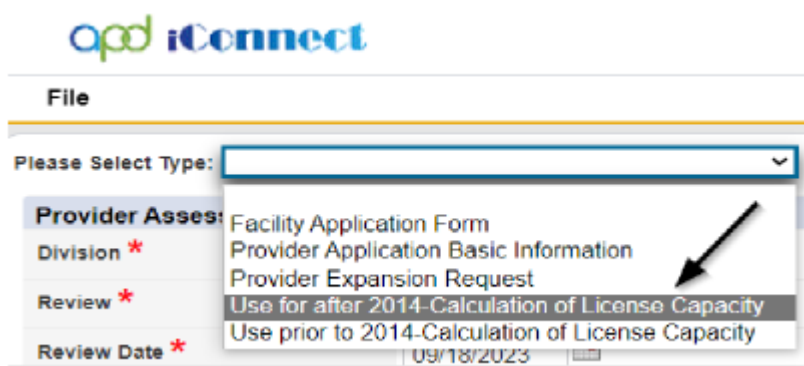 apd iConnect
File
Please Select Type:
Provider Asses
Facility Application Form
Division *
Provider Application Basic Information
Provider Expansion Request
Review *
Use for after 2014-Calculation of License Capacity
Use prior to 2014-Calculation of License Capacity
Review Date *
09/18/2023